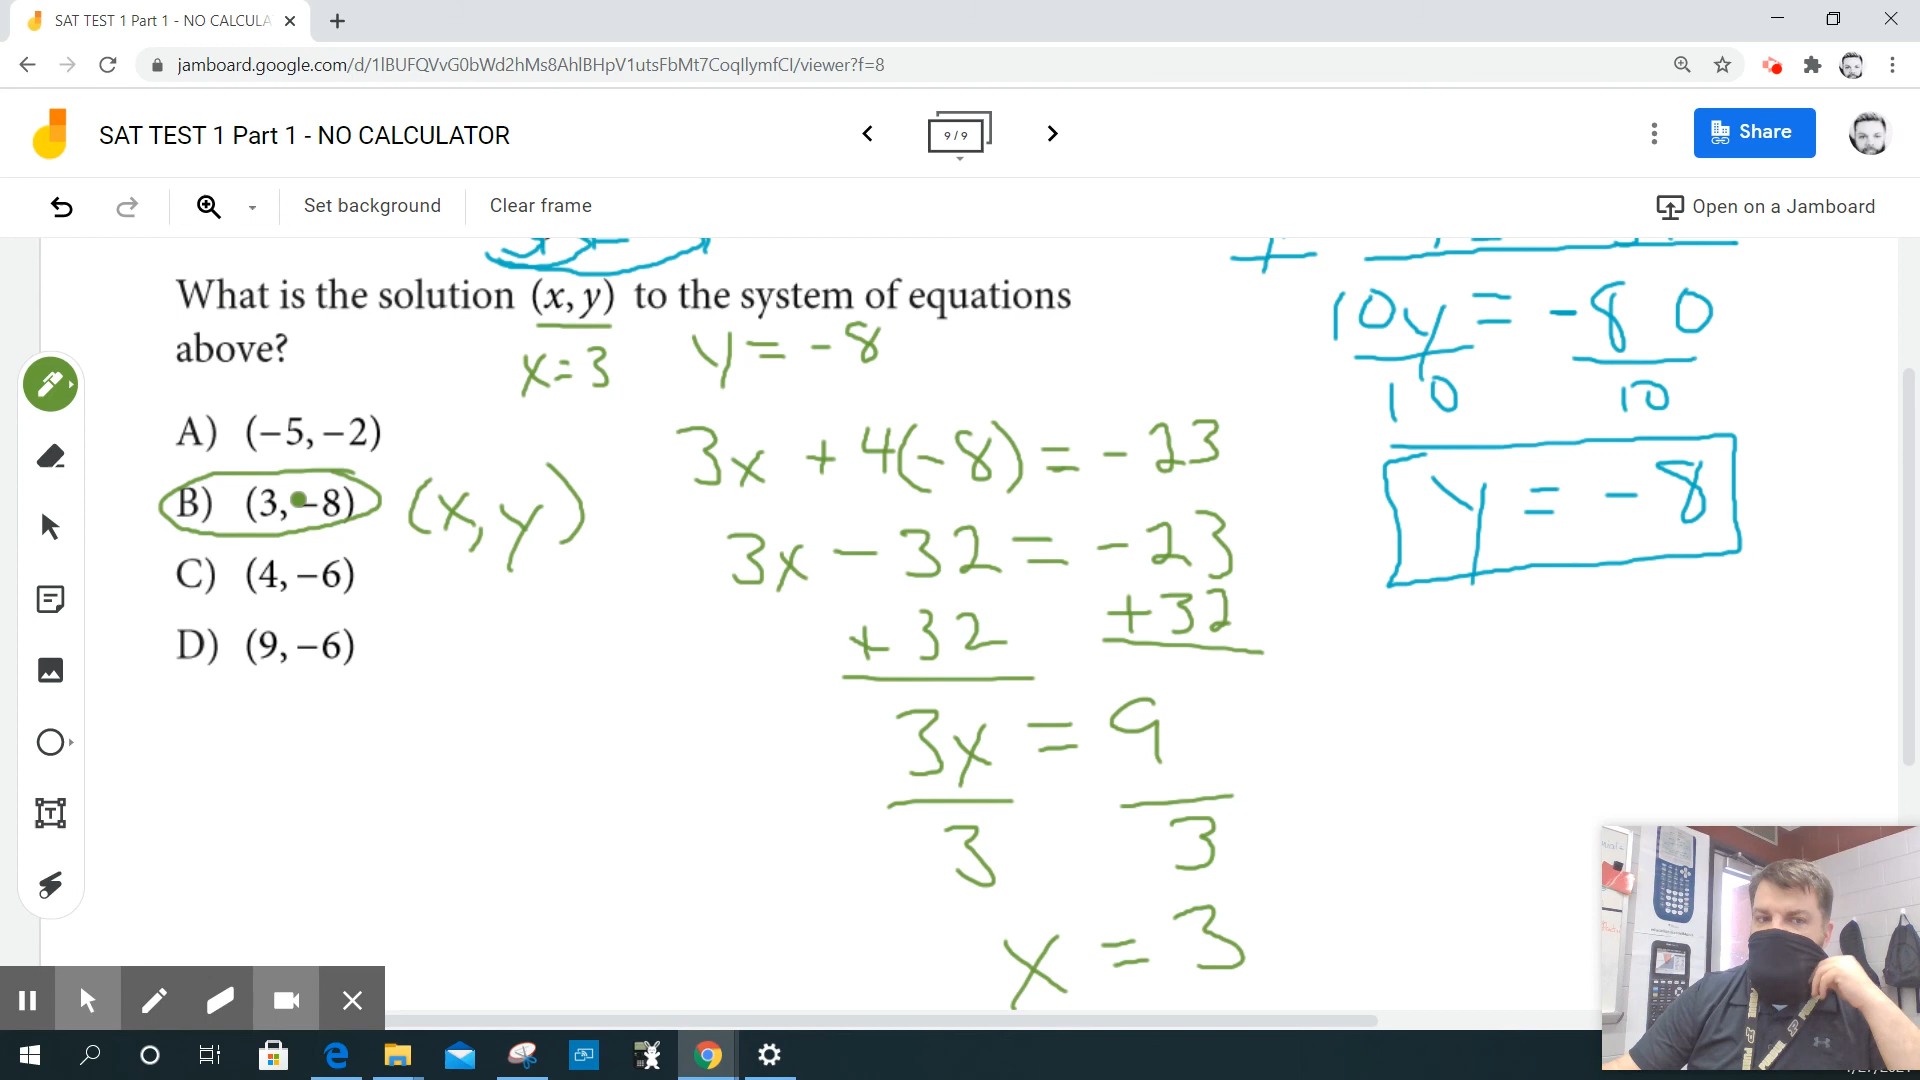 SAT TEST 1 Part 1 - NO CALCULA
jamboard.google.com/d/1lBUFQVvG0bWd2hMs8AhlBHpV1utsFbMt7CoqIlymfCI/viewer?f=8
SAT TEST 1 Part 1 - NO CALCULATOR
9 / 9
Share
Set background
Clear frame
Open on a Jamboard
What is the solution (x, y) to the system of equations
above?
x = 3
y = -8
A) (−5, −2)
B) (3, −8)
(x, y)
C) (4, −6)
D) (9, −6)
3x + 4(-8) = -23
3x - 32 = -23
+ 32 +32
3x = 9
3 3
x = 3
10y = -80
10 10
y = -8